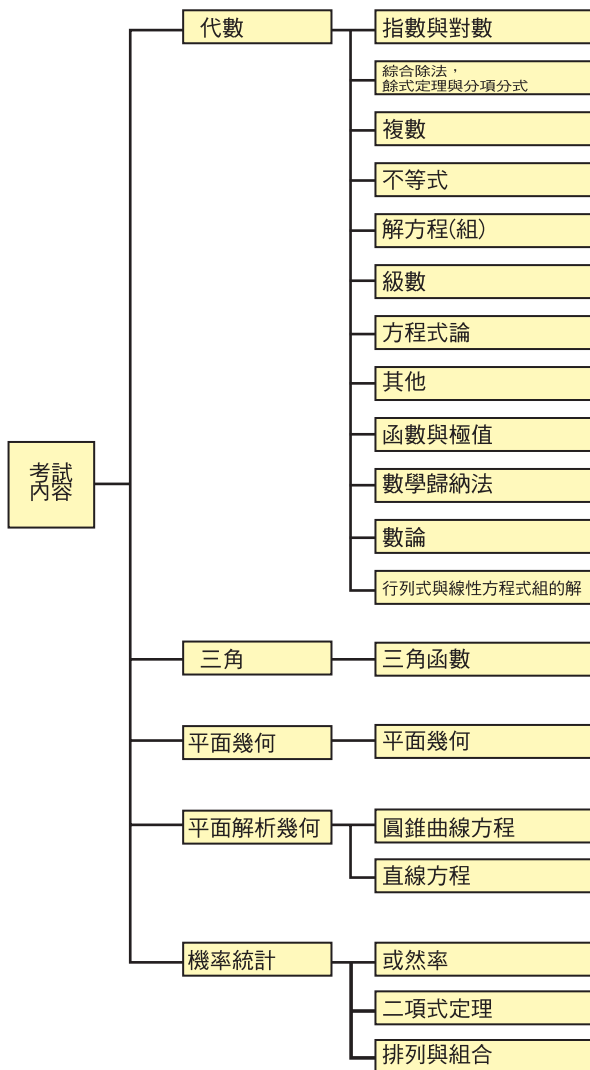 考試
內容
代數
指數與對數
綜合除法，
餘式定理與分項分式
複數
不等式
解方程(組)
級數
方程式論
其他
函數與極值
數學歸納法
數論
行列式與線性方程式組的解
三角
三角函數
平面幾何
平面幾何
平面解析幾何
圓錐曲線方程
直線方程
機率統計
或然率
二項式定理
排列與組合